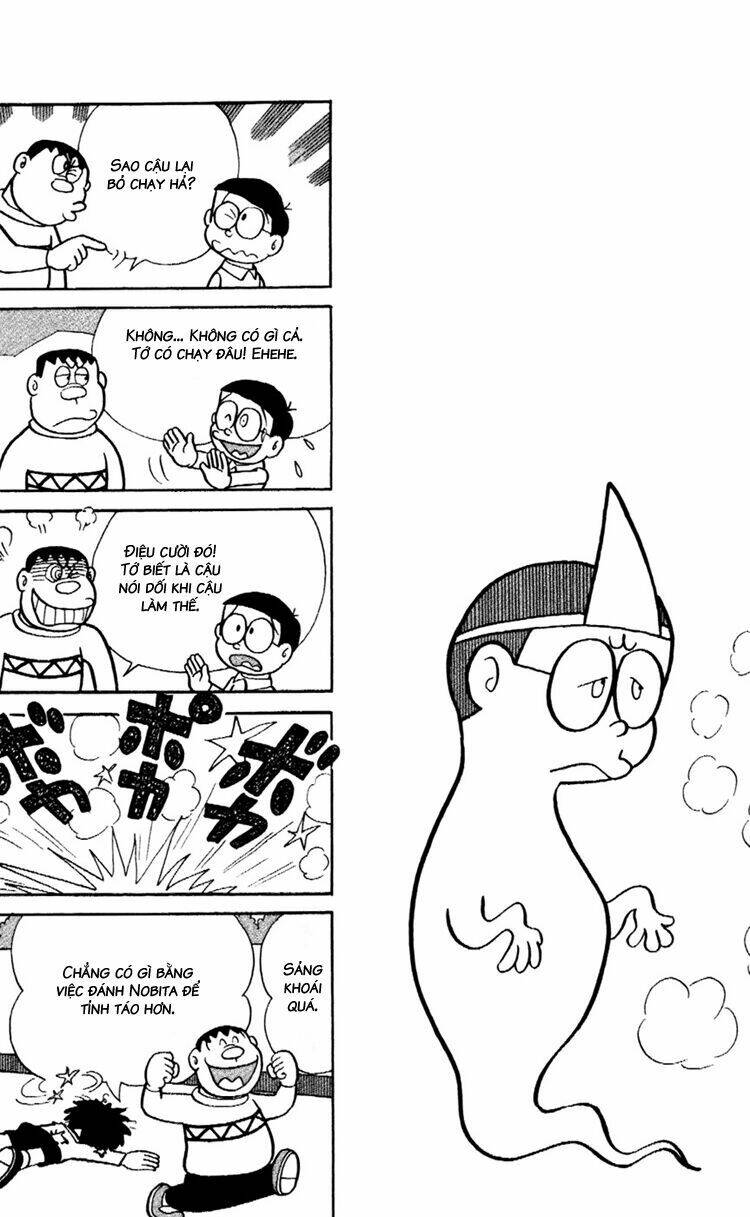 SAO CẬU LẠI
BỎ CHẠY HẢ?
KHÔNG... KHÔNG CÓ GÌ CẢ.
TỚ CÓ CHẠY ĐÂU! EHEHE.
ĐIỆU CƯỜI ĐÓ!
TỚ BIẾT LÀ CẬU
NÓI DỐI KHI CẬU
LÀM THẾ.
ボカ
ポカ
ボカ
SẢNG
KHOÁI
QUÁ.
CHẲNG CÓ GÌ BẰNG
VIỆC ĐÁNH NOBITA ĐỂ
TỈNH TÁO HƠN.